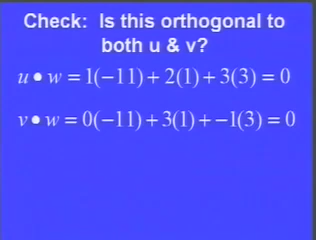 Check: Is this orthogonal to
both u & v?
u • w = 1(−11) + 2(1) + 3(3) = 0
v • w = 0(−11) + 3(1) + −1(3) = 0